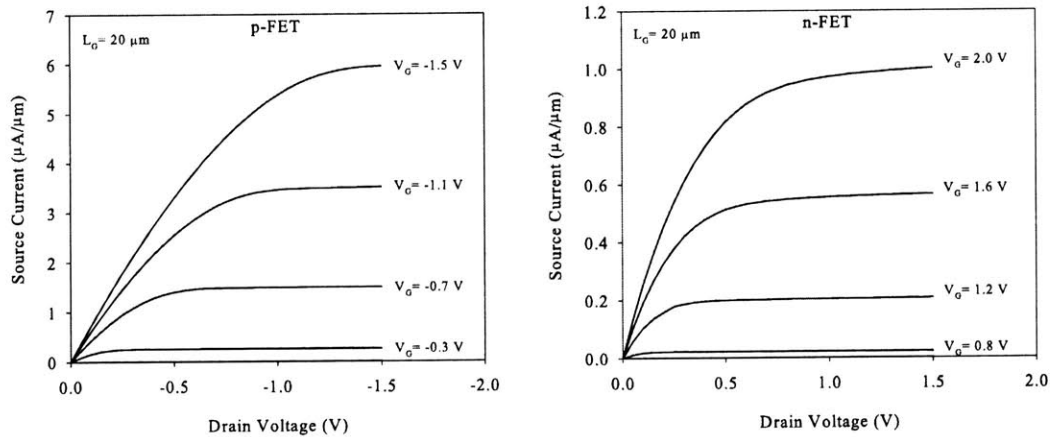 p-FET
L_G= 20 μm
V_G= -1.5 V
V_G= -1.1 V
V_G= -0.7 V
V_G= -0.3 V
7
6
5
4
3
2
1
0
0.0 -0.5 -1.0 -1.5 -2.0
Source Current (μA/μm)
Drain Voltage (V)
n-FET
L_G= 20 μm
V_G= 2.0 V
V_G= 1.6 V
V_G= 1.2 V
V_G= 0.8 V
1.2
1.0
0.8
0.6
0.4
0.2
0.0
0.0 0.5 1.0 1.5 2.0
Source Current (μA/μm)
Drain Voltage (V)